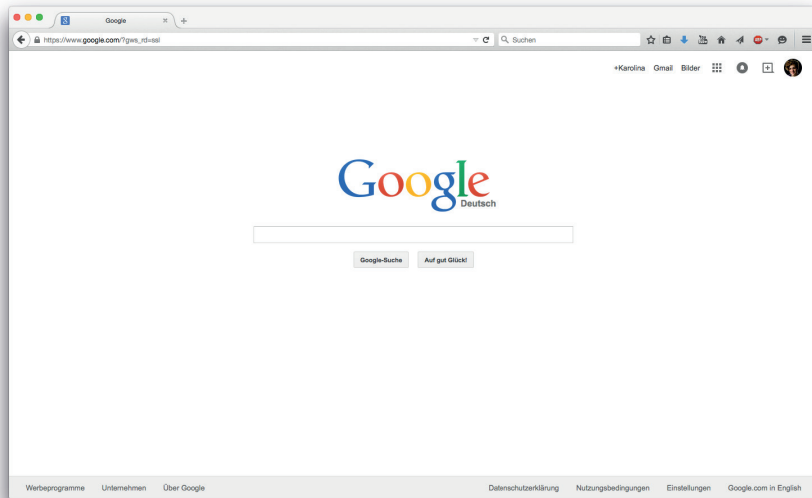 Google
https://www.google.com/?gws_rd=ssl
Suchen
+Karolina Gmail Bilder
Google
Deutsch
Google-Suche Auf gut Glück!
Werbeprogramme Unternehmen Über Google Datenschutzerklärung Nutzungsbedingungen Einstellungen Google.com in English